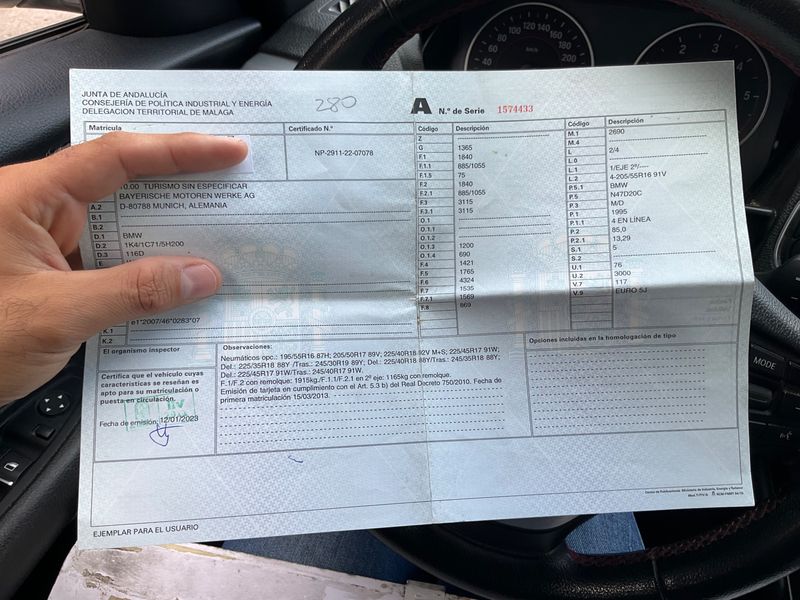 JUNTA DE ANDALUCÍA
CONSEJERÍA DE POLÍTICA INDUSTRIAL Y ENERGÍA
DELEGACION TERRITORIAL DE MALAGA
280
A N.º de Serie 1574433
Matrícula
Certificado N.º
NP-2911-22-07078
10.00 TURISMO SIN ESPECIFICAR
BAYERISCHE MOTOREN WERKE AG
A.2 D-80788 MUNICH, ALEMANIA
B.1
B.2
D.1 BMW
D.2 1K4/1C71/5H200
D.3 116D
E
e1*2007/46*0283*07
K.1
K.2
Código Descripción
Z
G 1365
F.1 1840
F.1.1 885/1055
F.1.5 75
F.2 1840
F.2.1 885/1055
F.3 3115
F.3.1 3115
O.1
O.1.1
O.1.2
O.1.3 1200
O.1.4 690
F.4 1421
F.5 1765
F.6 4324
F.7 1535
F.7.1 1569
F.8 869
Código Descripción
M.1 2690
M.4
L 2/4
L.0
L.1 1/EJE 2º/----
L.2 4-205/55R16 91V
P.5.1 BMW
P.5 N47D20C
P.3 M/D
P.1 1995
P.1.1 4 EN LÍNEA
P.2 85,0
P.2.1 13,29
S.1 5
S.2
U.1 76
U.2 3000
V.7 117
V.9 EURO 5J
El organismo inspector
Certifica que el vehículo cuyas
características se reseñan es
apto para su matriculación o
puesta en circulación.
Fecha de emisión: 12/01/2023
Observaciones:
Neumáticos opc.: 195/55R16 87H; 205/50R17 89V; 225/40R18 92V M+S; 225/45R17 91W;
Del.: 225/35R18 88Y /Tras.: 245/30R19 89Y; Del.: 225/40R18 88Y/Tras.: 245/35R18 88Y;
Del.: 225/45R17 91W/Tras.: 245/40R17 91W.
F.1/F.2 con remolque: 1915kg./F.1.1/F.2.1 en 2º eje: 1165kg con remolque.
Emisión de tarjeta en cumplimiento con el Art. 5.3 b) del Real Decreto 750/2010. Fecha de
primera matriculación 15/03/2013.
Opciones incluidas en la homologación de tipo
EJEMPLAR PARA EL USUARIO
MODE